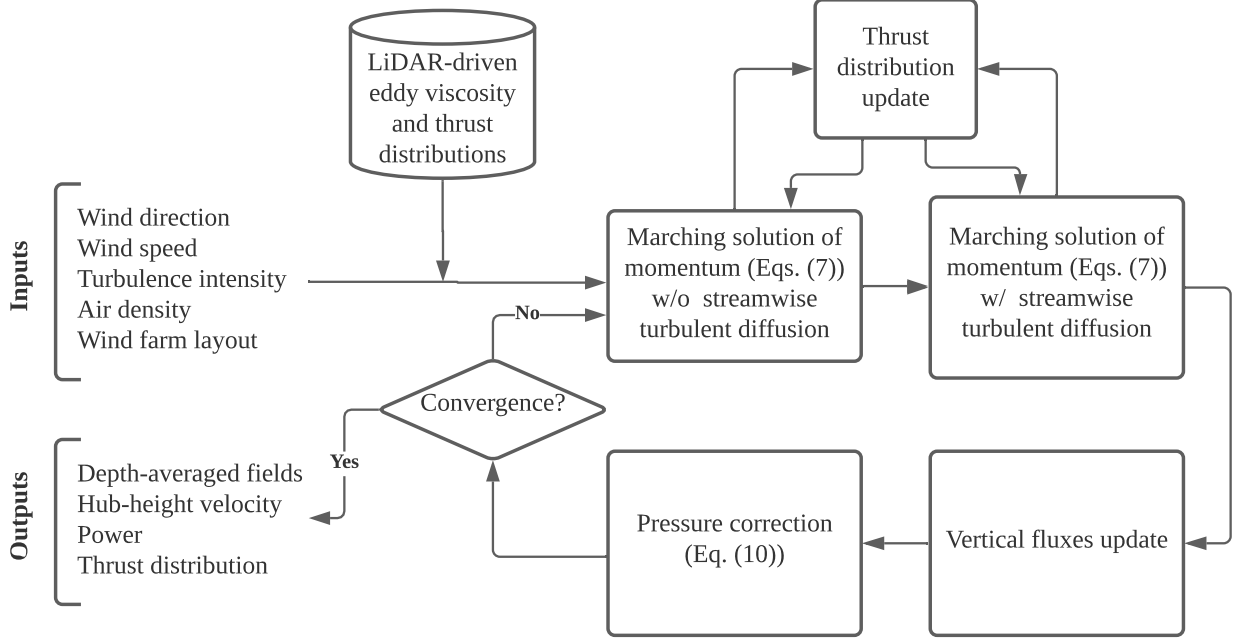 LiDAR-driven
eddy viscosity
and thrust
distributions
Thrust
distribution
update
Inputs
Wind direction
Wind speed
Turbulence intensity
Air density
Wind farm layout
Marching solution of
momentum (Eqs. (7))
w/o streamwise
turbulent diffusion
Marching solution of
momentum (Eqs. (7))
w/ streamwise
turbulent diffusion
No
Convergence?
Yes
Outputs
Depth-averaged fields
Hub-height velocity
Power
Thrust distribution
Pressure correction
(Eq. (10))
Vertical fluxes update